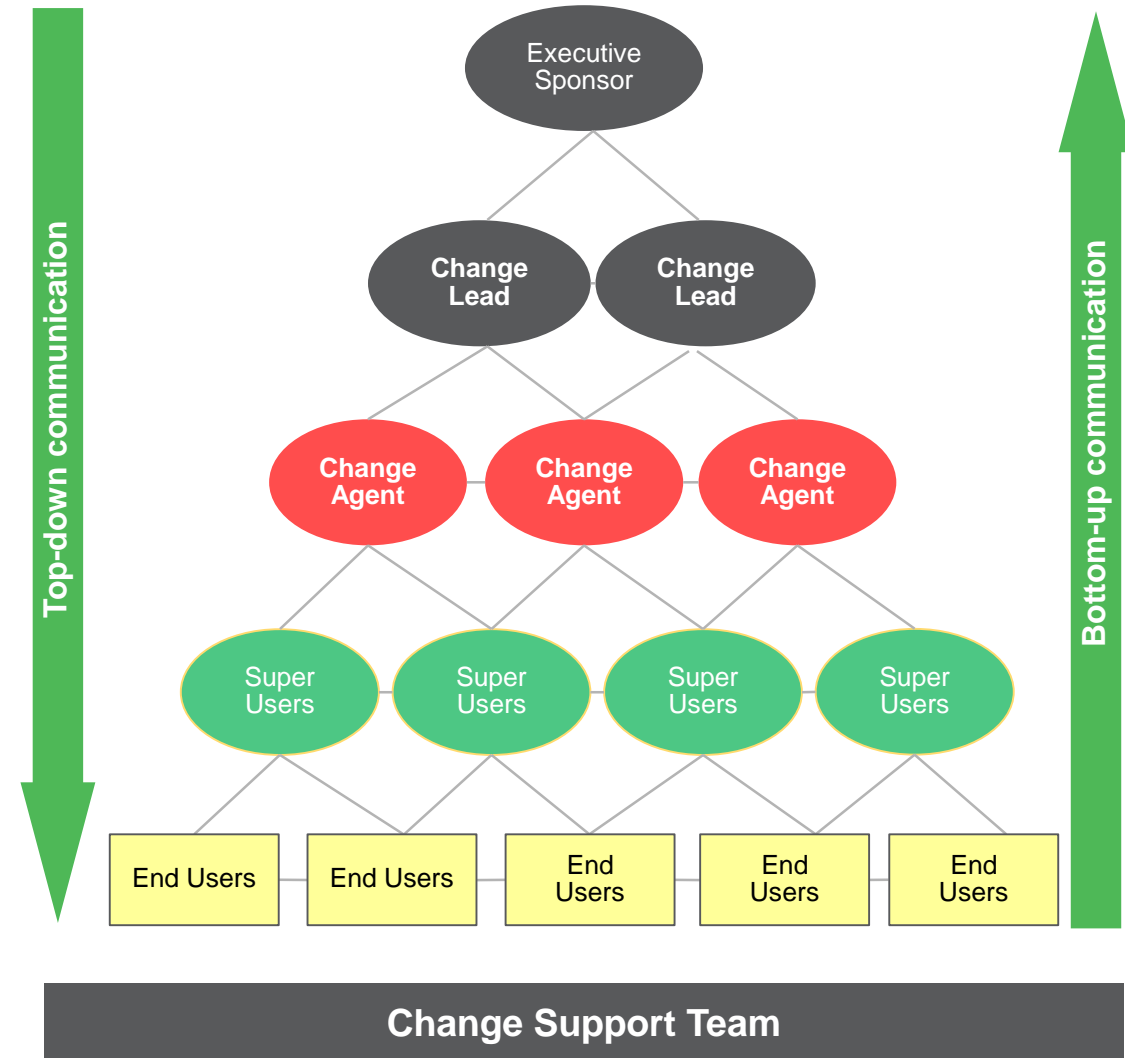 Executive
Sponsor
Top-down communication
Bottom-up communication
Change
Lead
Change
Lead
Change
Agent
Change
Agent
Change
Agent
Super
Users
Super
Users
Super
Users
Super
Users
End Users
End Users
End
Users
End
Users
End
Users
Change Support Team